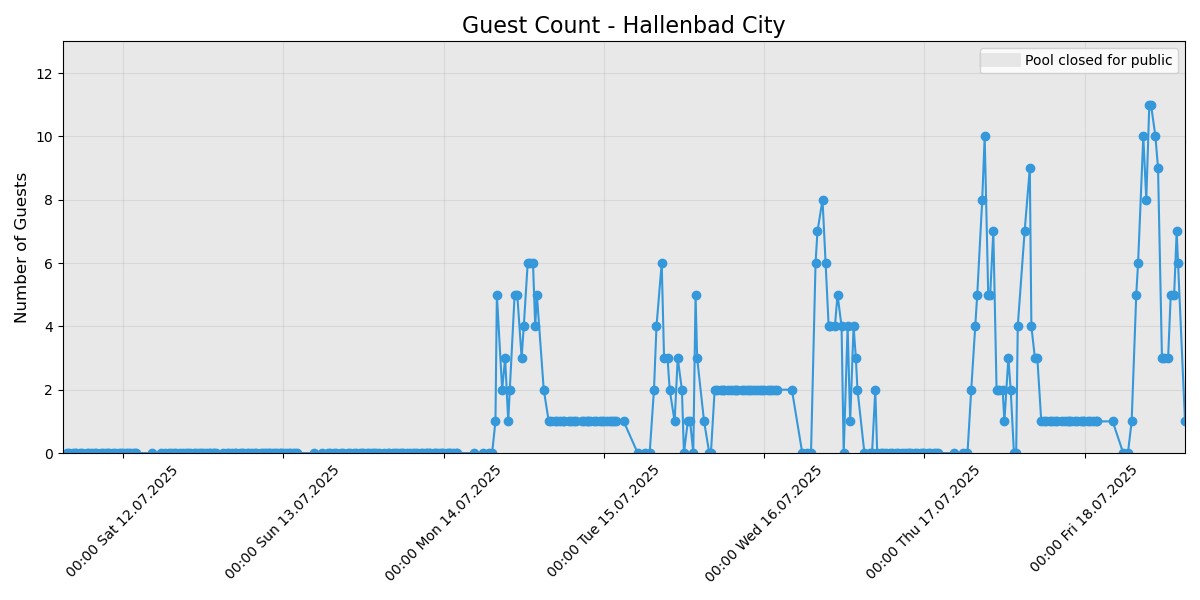 Guest Count - Hallenbad City
Pool closed for public
Number of Guests
12
10
8
6
4
2
0
00:00 Sat 12.07.2025
00:00 Sun 13.07.2025
00:00 Mon 14.07.2025
00:00 Tue 15.07.2025
00:00 Wed 16.07.2025
00:00 Thu 17.07.2025
00:00 Fri 18.07.2025